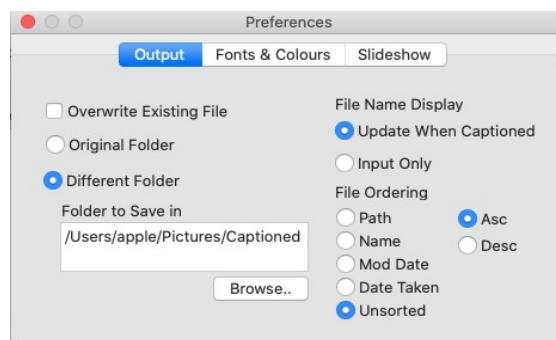 Preferences
Output Fonts & Colours Slideshow
Overwrite Existing File
Original Folder
Different Folder
Folder to Save in
/Users/apple/Pictures/Captioned
Browse..
File Name Display
Update When Captioned
Input Only
File Ordering
Path
Name
Mod Date
Date Taken
Unsorted
Asc
Desc